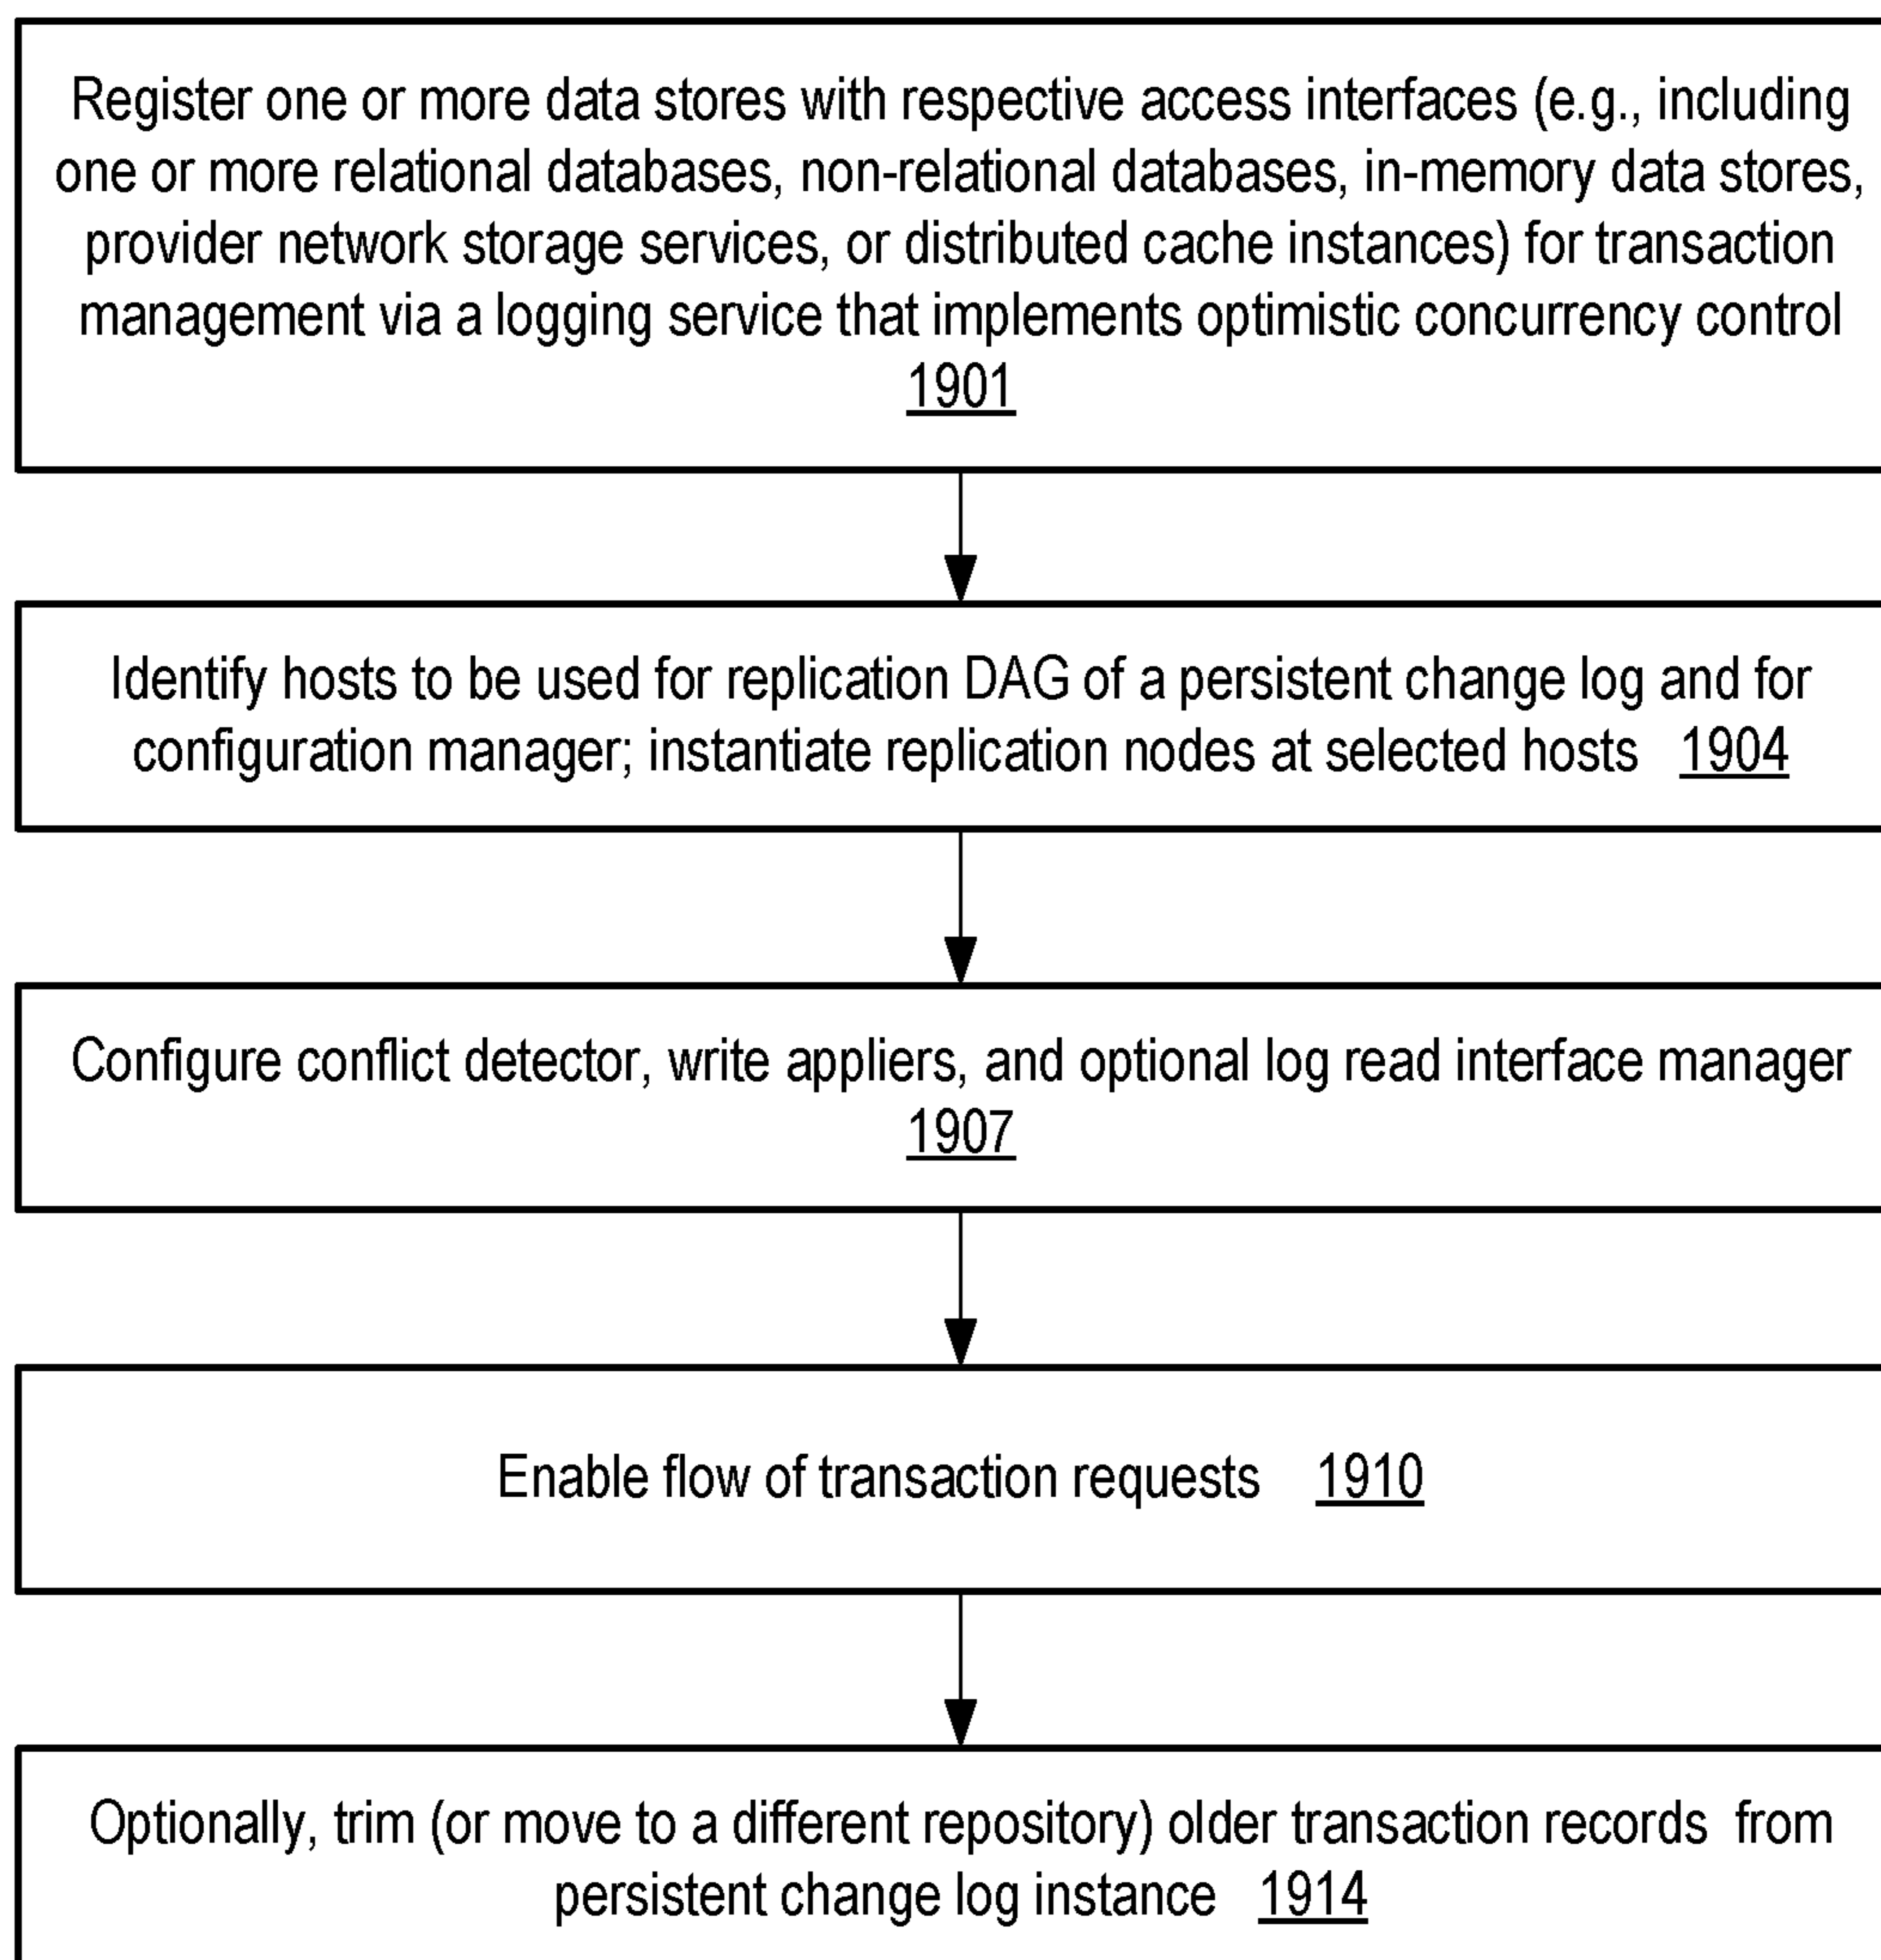 Register one or more data stores with respective access interfaces (e.g., including
one or more relational databases, non-relational databases, in-memory data stores,
provider network storage services, or distributed cache instances) for transaction
management via a logging service that implements optimistic concurrency control
1901
Identify hosts to be used for replication DAG of a persistent change log and for
configuration manager; instantiate replication nodes at selected hosts 1904
Configure conflict detector, write appliers, and optional log read interface manager
1907
Enable flow of transaction requests 1910
Optionally, trim (or move to a different repository) older transaction records from
persistent change log instance 1914